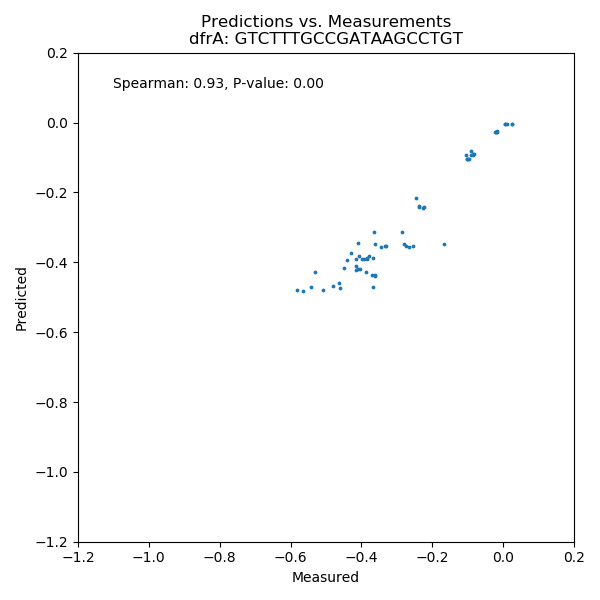 Predictions vs. Measurements
dfrA: GTCTTTGCCGATAAGCCTGT
Spearman: 0.93, P-value: 0.00
Predicted
0.2
0.0
−0.2
−0.4
−0.6
−0.8
−1.0
−1.2
−1.2 −1.0 −0.8 −0.6 −0.4 −0.2 0.0 0.2
Measured